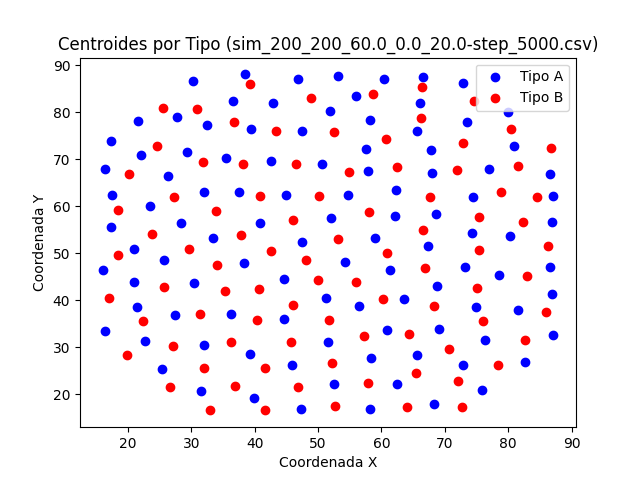 Centroides por Tipo (sim_200_200_60.0_0.0_20.0-step_5000.csv)
Tipo A
Tipo B
Coordenada Y
90
80
70
60
50
40
30
20
20 30 40 50 60 70 80 90
Coordenada X